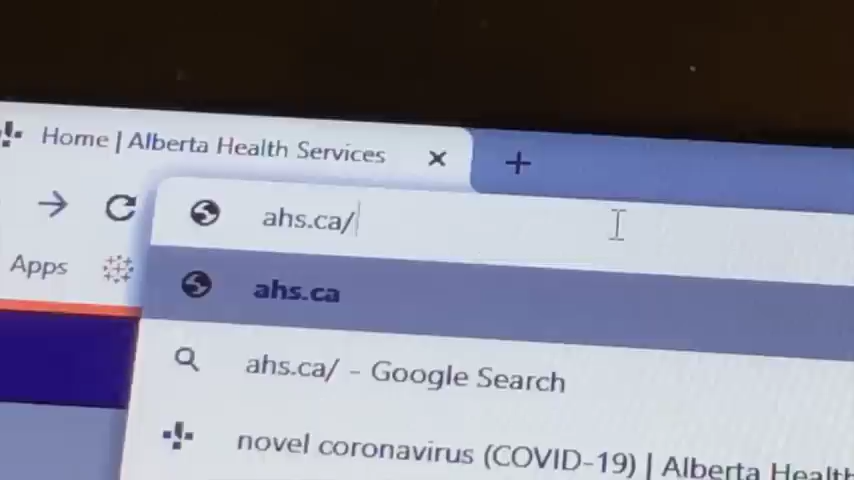 Home | Alberta Health Services
ahs.ca/
Apps
ahs.ca
ahs.ca/ - Google Search
novel coronavirus (COVID-19) | Alberta Health